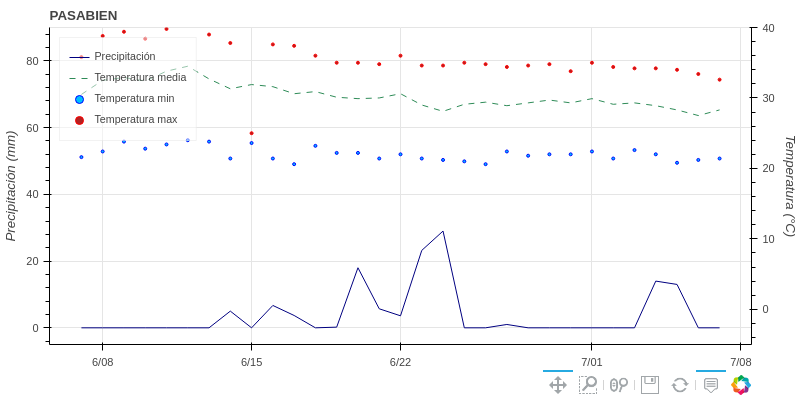 PASABIEN
Precipitación
Temperatura media
Temperatura min
Temperatura max
Precipitación (mm)
80
60
40
20
0
Temperatura (°C)
40
30
20
10
0
6/08
6/15
6/22
7/01
7/08